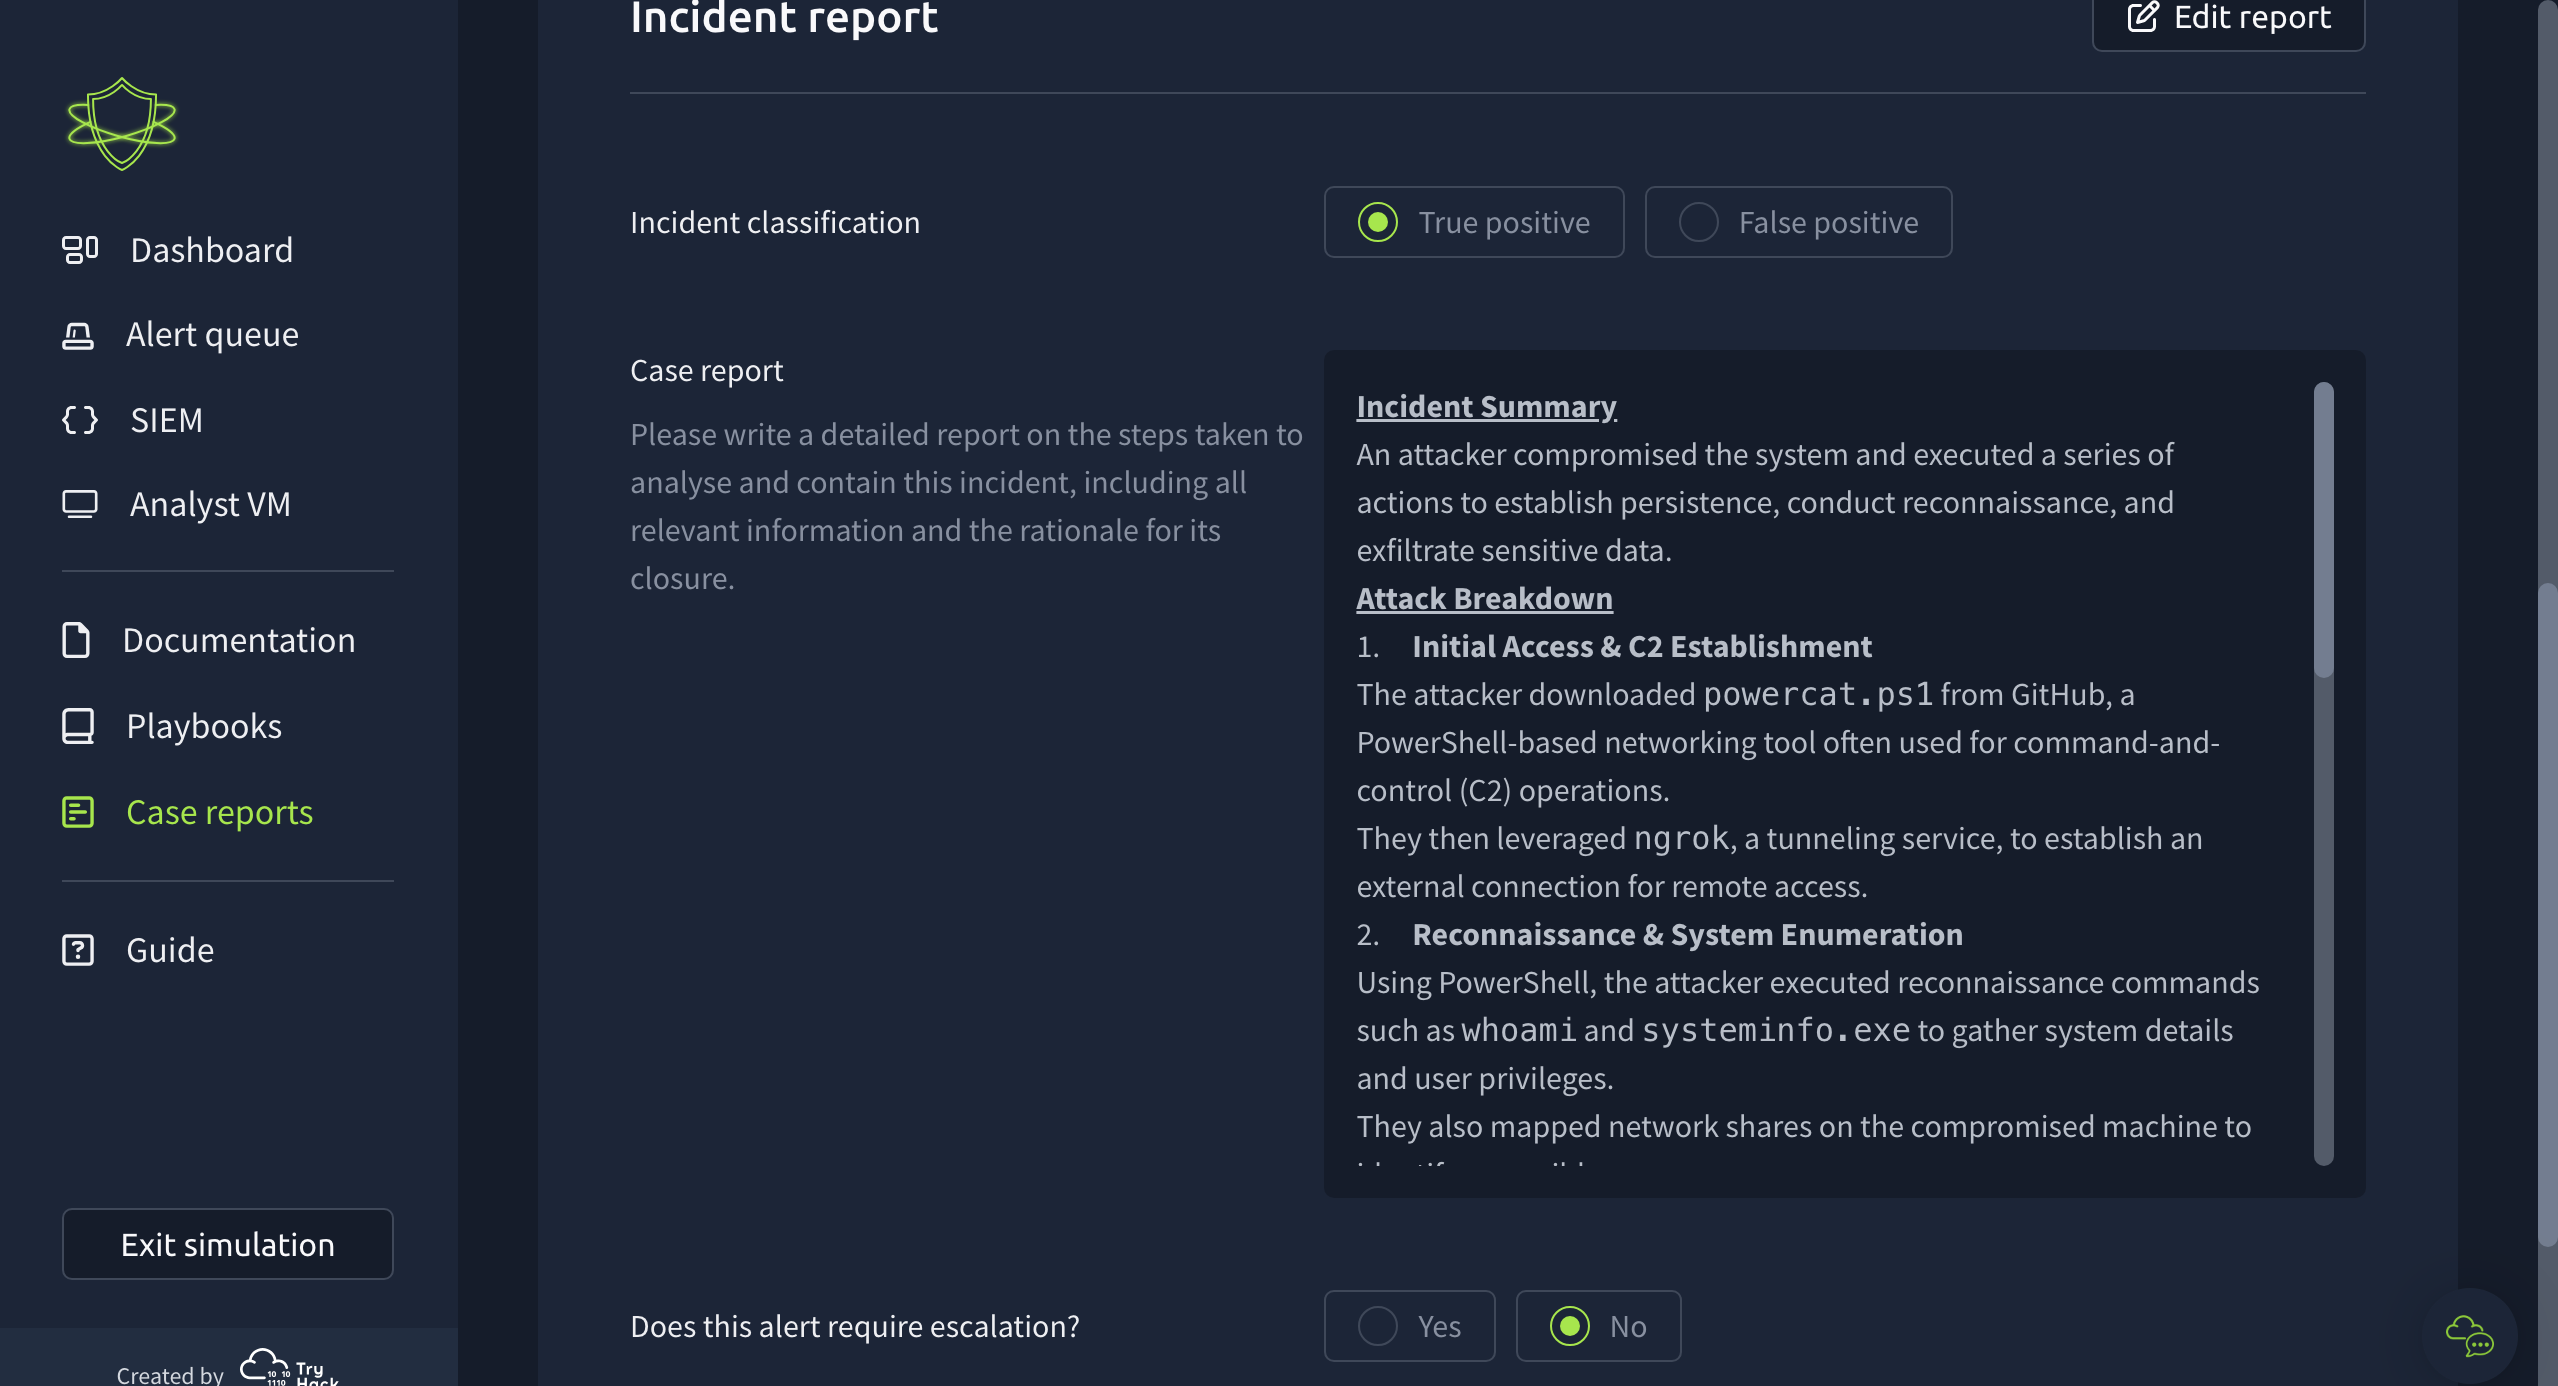 Incident report
Edit report
Dashboard
Alert queue
SIEM
Analyst VM
Documentation
Playbooks
Case reports
Guide
Exit simulation
Created by
Try
Hack
10 10
1110
Incident classification
True positive
False positive
Case report
Please write a detailed report on the steps taken to
analyse and contain this incident, including all
relevant information and the rationale for its
closure.
Incident Summary
An attacker compromised the system and executed a series of
actions to establish persistence, conduct reconnaissance, and
exfiltrate sensitive data.
Attack Breakdown
1. Initial Access & C2 Establishment
The attacker downloaded powercat.ps1 from GitHub, a
PowerShell-based networking tool often used for command-and-
control (C2) operations.
They then leveraged ngrok, a tunneling service, to establish an
external connection for remote access.
2. Reconnaissance & System Enumeration
Using PowerShell, the attacker executed reconnaissance commands
such as whoami and systeminfo.exe to gather system details
and user privileges.
They also mapped network shares on the compromised machine to
Does this alert require escalation?
Yes
No